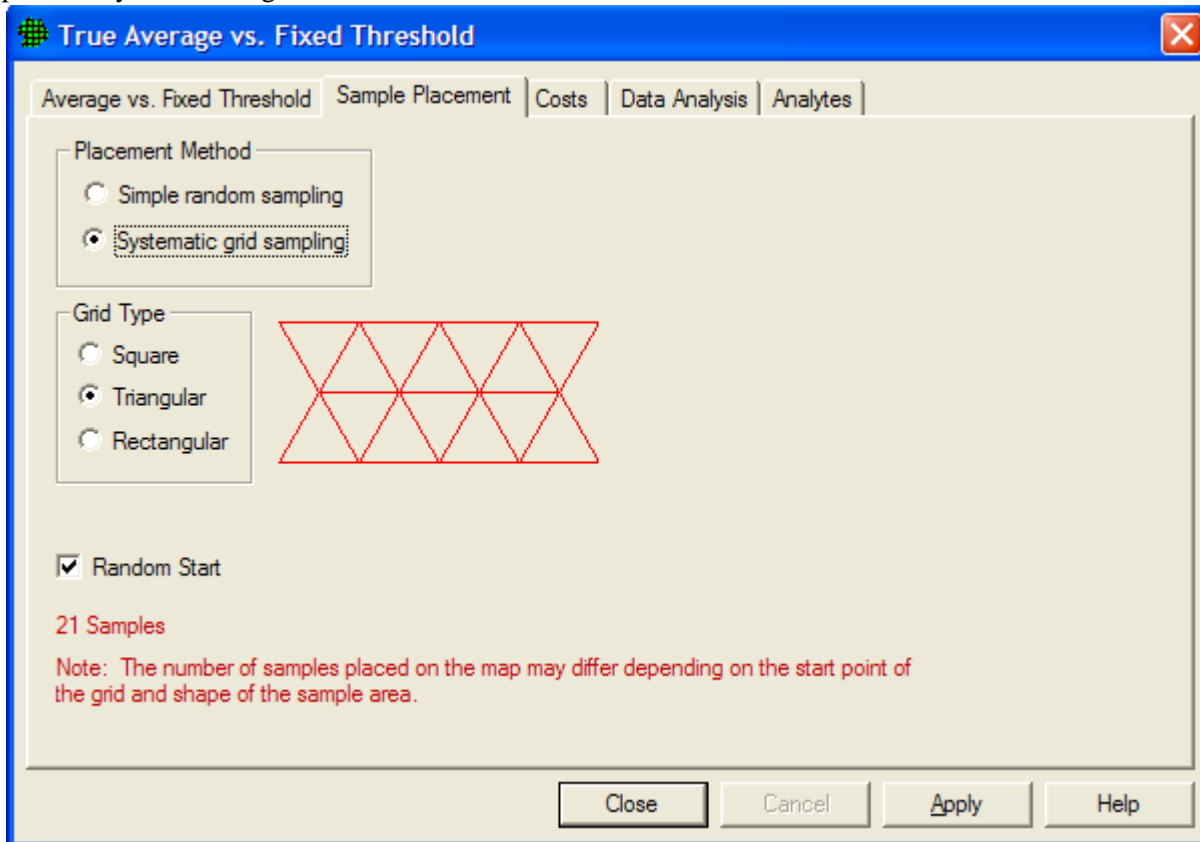 True Average vs. Fixed Threshold
Average vs. Fixed Threshold Sample Placement Costs Data Analysis Analytes
Placement Method
Simple random sampling
Systematic grid sampling
Grid Type
Square
Triangular
Rectangular
Random Start
21 Samples
Note: The number of samples placed on the map may differ depending on the start point of
the grid and shape of the sample area.
Close Cancel Apply Help